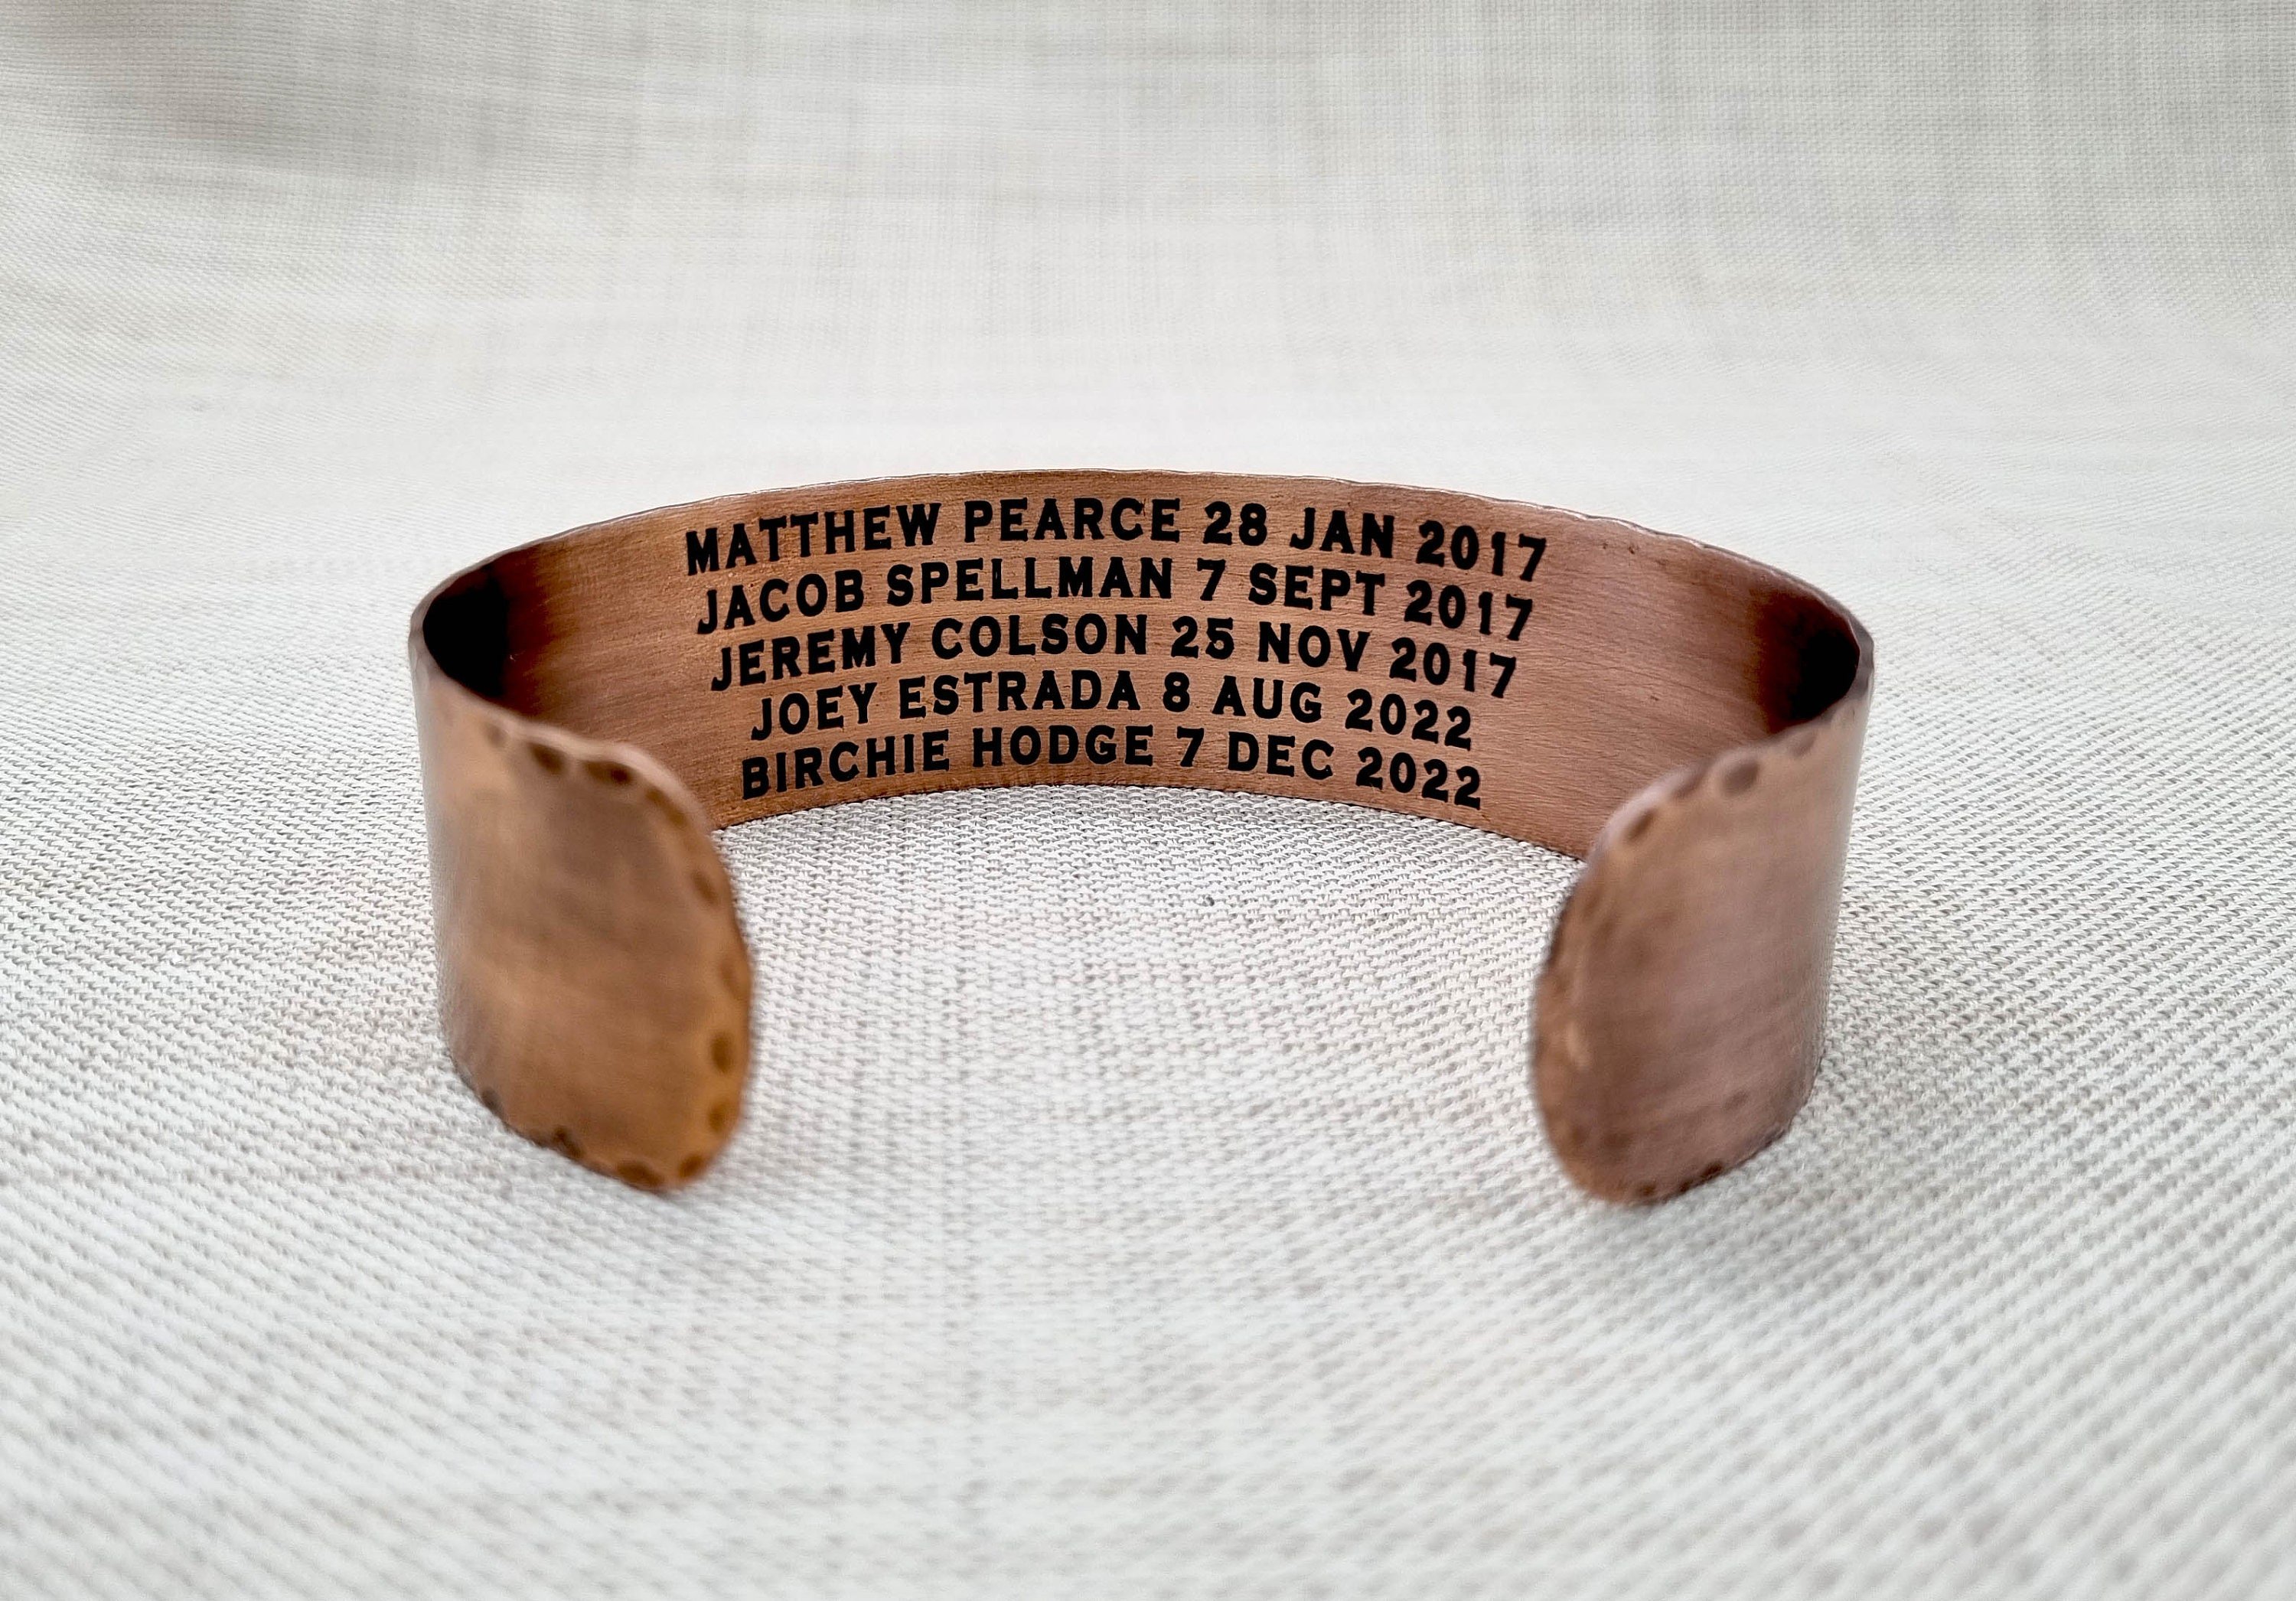 MATTHEW PEARCE 28 JAN 2017
JACOB SPELLMAN 7 SEPT 2017
JEREMY COLSON 25 NOV 2017
JOEY ESTRADA 8 AUG 2022
BIRCHIE HODGE 7 DEC 2022